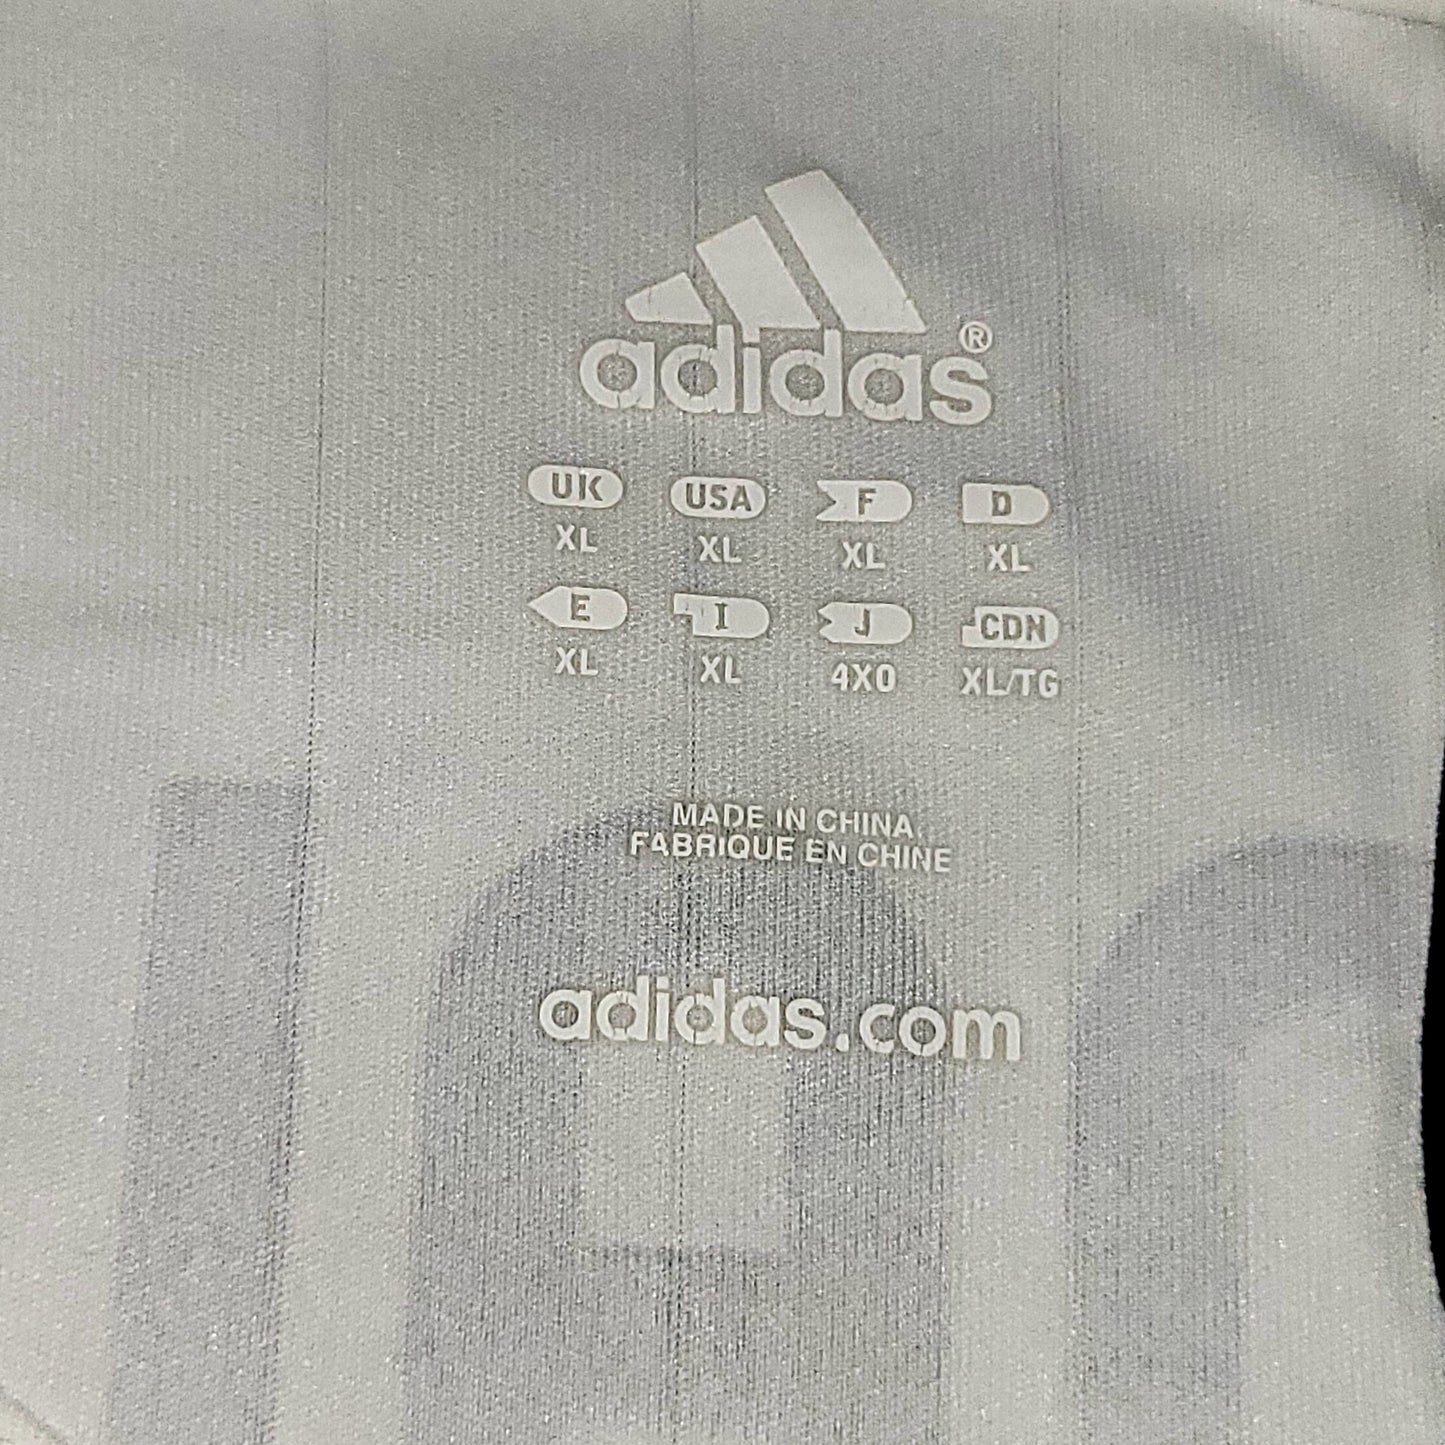 adidas®
UK USA F D
XL XL XL XL
E I J CDN
XL XL 4XO XL/TG
MADE IN CHINA
FABRIQUE EN CHINE
adidas.com